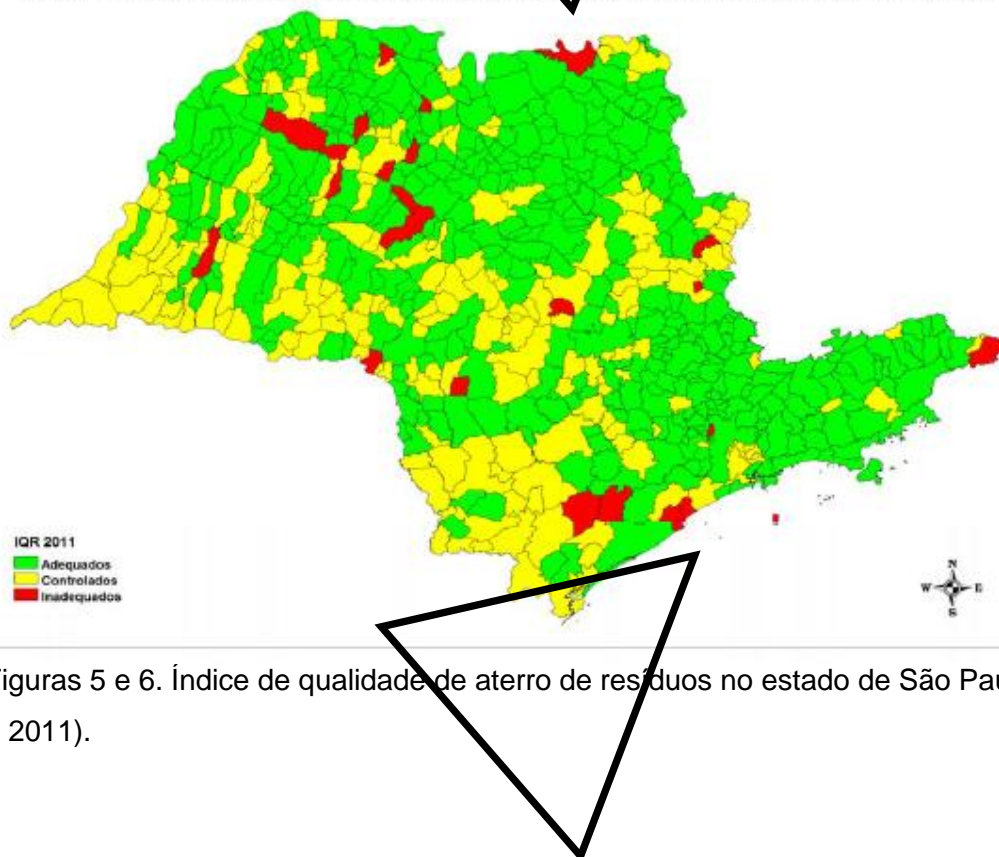 IQR 2011
Adequados
Controlados
Inadequados
N
W E
S
iguras 5 e 6. Índice de qualidade de aterro de resíduos no estado de São Pau
2011).